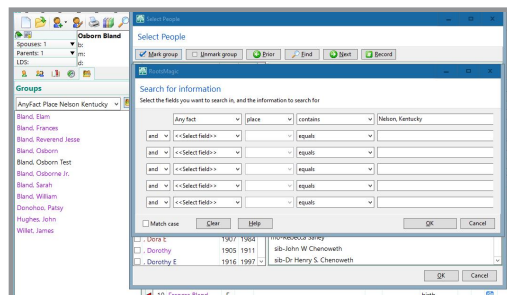 Select People
Select People
Mark group
Unmark group
Prior
Find
Next
Record
Osborn Bland
Spouses: 1
b:
Parents: 1
m:
LDS:
d:
Groups
AnyFact Place Nelson Kentucky
Bland, Elam
Bland, Frances
Bland, Reverend Jesse
Bland, Osborn
Bland, Osborn Test
Bland, Osborne Jr.
Bland, Sarah
Bland, William
Donohoo, Patsy
Hughes, John
Willet, James
RootsMagic
Search for information
Select the fields you want to search in, and the information to search for
Any fact place contains Nelson, Kentucky
and <<Select field>> equals
and <<Select field>> equals
and <<Select field>> equals
and <<Select field>> equals
and <<Select field>> equals
Match case Clear Help OK Cancel
. Dora E 1907 1984
. Dorothy 1905 1911
. Dorothy E 1916 1997
mo-Rebecca Sahey
sib-John W Chenoweth
sib-Dr Henry S. Chenoweth
OK Cancel
10 Frances Bland F birth